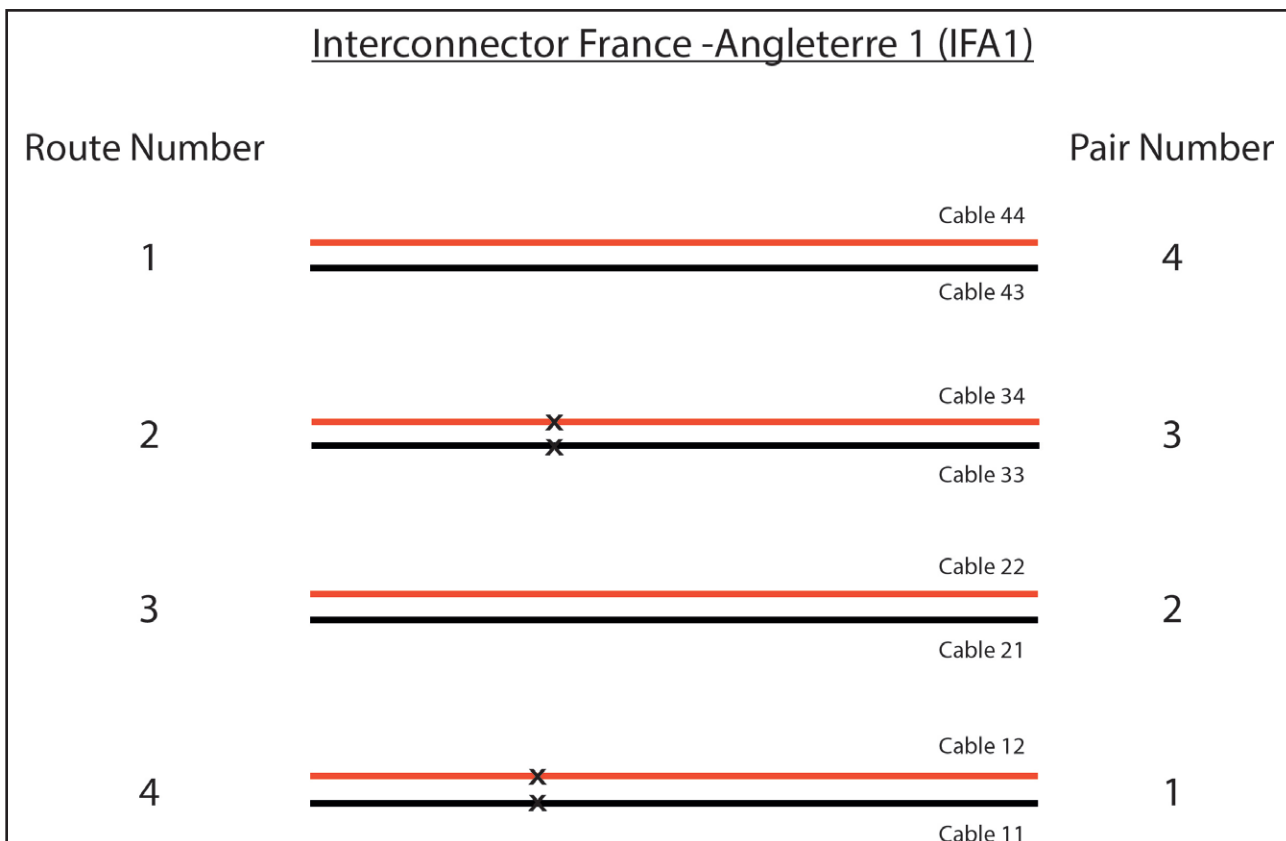 Interconnector France -Angleterre 1 (IFA1)
Route Number
Pair Number
Cable 44
1
4
Cable 43
Cable 34
x
2
3
x
Cable 33
Cable 22
3
2
Cable 21
Cable 12
x
4
1
x
Cable 11